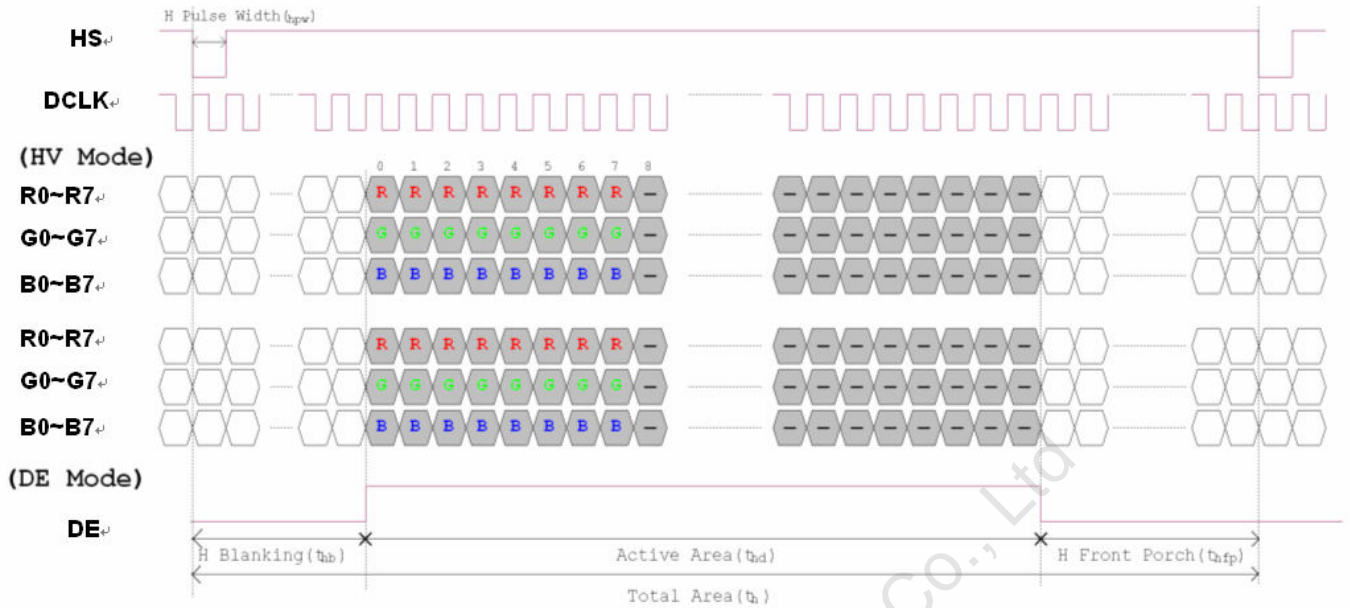 H Pulse Width(thpw)
HS
DCLK
(HV Mode)
0 1 2 3 4 5 6 7 8
R0~R7 R R R R R R R R - - - - - - - - -
G0~G7 G G G G G G G G - - - - - - - - -
B0~B7 B B B B B B B B - - - - - - - - -
R0~R7 R R R R R R R R - - - - - - - - -
G0~G7 G G G G G G G G - - - - - - - - -
B0~B7 B B B B B B B B - - - - - - - - -
(DE Mode)
DE
H Blanking(thb) Active Area(thd) H Front Porch(thfp)
Total Area(th)
Co., Ltd